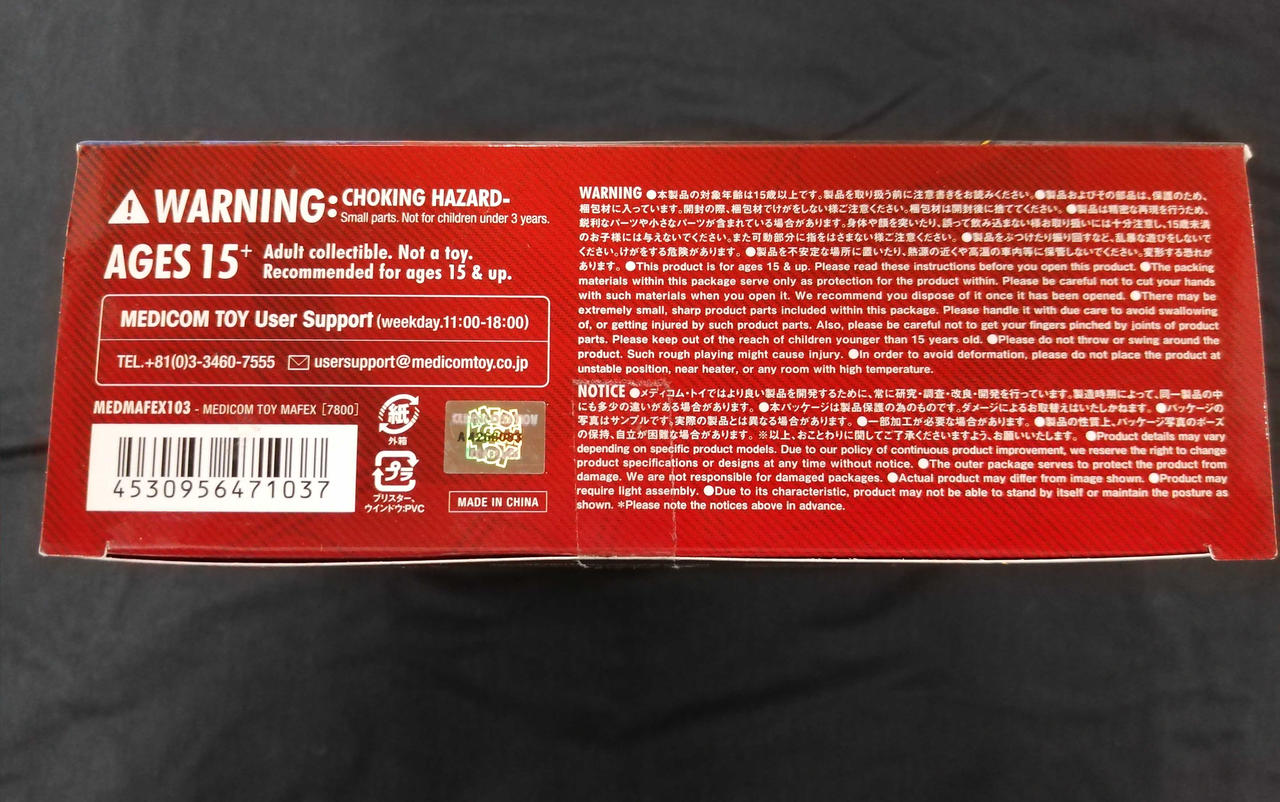 WARNING: CHOKING HAZARD-
Small parts. Not for children under 3 years.
AGES 15+ Adult collectible. Not a toy.
Recommended for ages 15 & up.
MEDICOM TOY User Support (weekday.11:00-18:00)
TEL.+81(0)3-3460-7555 usersupport@medicomtoy.co.jp
MEDMAFEX103 - MEDICOM TOY MAFEX [7800]
4530956471037
紙
外箱
プラ
ブリスター、
ウインドウ:PVC
MEDI
TOY
MADE IN CHINA
WARNING ●本製品の対象年齢は15歳以上です。製品を取り扱う前に注意書きをお読みください。●製品およびその部品は、保護のため、
梱包材に入っています。開封の際、梱包材でけがをしない様ご注意ください。梱包材は開封後に捨ててください。●製品は精密な再現を行うため、
鋭利なパーツや小さなパーツが含まれている場合があります。身体や顔を突いたり、誤って飲み込まない様お取り扱いには十分注意し、15歳未満
のお子様には与えないでください。また可動部分に指をはさまない様ご注意ください。●製品をぶつけたり振り回すなど、乱暴な遊びをしないで
ください。けがをする危険があります。●製品を不安定な場所に置いたり、熱源の近くや高温の車内等に保管しないでください。変形する恐れが
あります。●This product is for ages 15 & up. Please read these instructions before you open this product. ●The packing
materials within this package serve only as protection for the product within. Please be careful not to cut your hands
with such materials when you open it. We recommend you dispose of it once it has been opened. ●There may be
extremely small, sharp product parts included within this package. Please handle it with due care to avoid swallowing
of, or getting injured by such product parts. Also, please be careful not to get your fingers pinched by joints of product
parts. Please keep out of the reach of children younger than 15 years old. ●Please do not throw or swing around the
product. Such rough playing might cause injury. ●In order to avoid deformation, please do not place the product at
unstable position, near heater, or any room with high temperature.
NOTICE ●メディコム・トイではより良い製品を開発するために、常に研究・調査・改良・開発を行っています。製造時期によって、同一製品の中
にも多少の違いがある場合があります。●本パッケージは製品保護の為のものです。ダメージによるお取替えはいたしかねます。●パッケージの
写真はサンプルです。実際の製品とは異なる場合があります。●一部加工が必要な場合があります。●製品の性質上、パッケージ写真のポーズ
の保持、自立が困難な場合があります。※以上、おことわりに関してご了承くださいますよう、お願いいたします。●Product details may vary
depending on specific product models. Due to our policy of continuous product improvement, we reserve the right to change
product specifications or designs at any time without notice. ●The outer package serves to protect the product from
damage. We are not responsible for damaged packages. ●Actual product may differ from image shown. ●Product may
require light assembly. ●Due to its characteristic, product may not be able to stand by itself or maintain the posture as
shown. *Please note the notices above in advance.